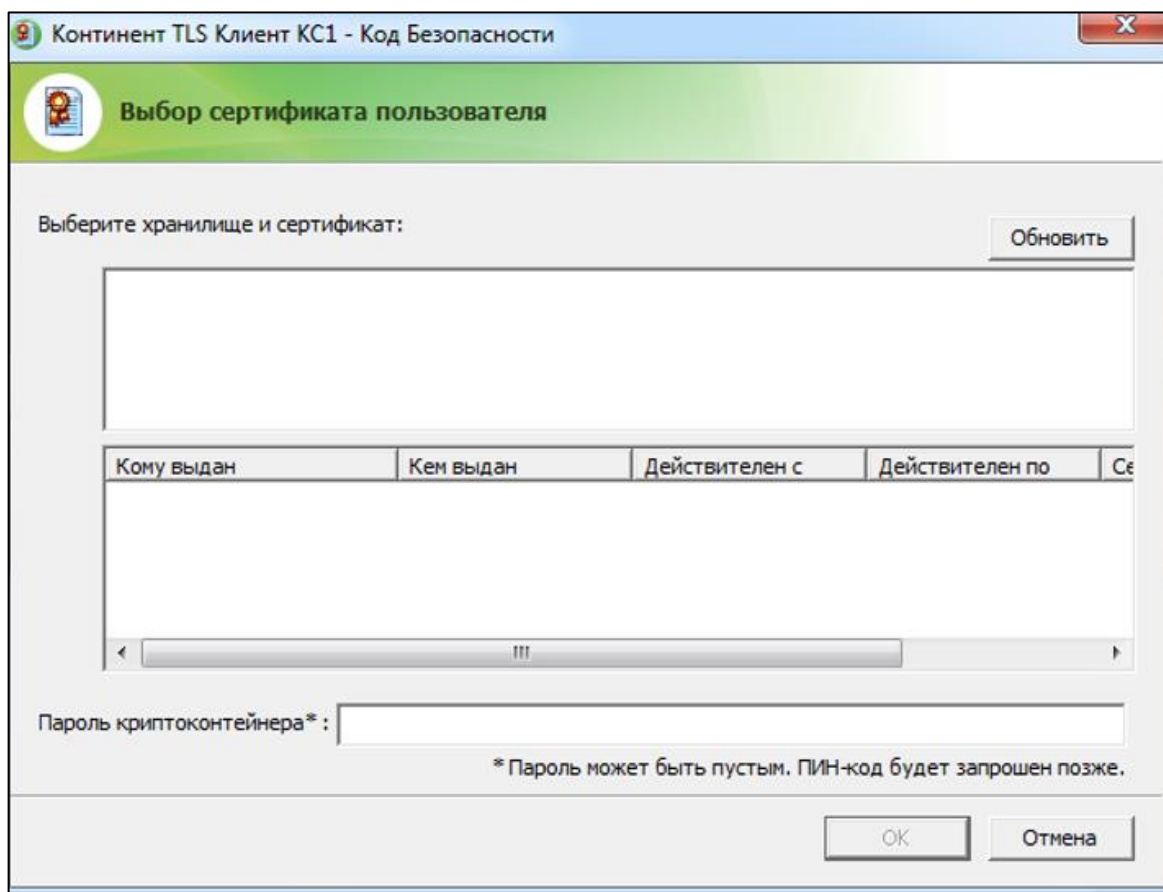 Континент TLS Клиент КС1 - Код Безопасности
Выбор сертификата пользователя
Выберите хранилище и сертификат:
Обновить
Кому выдан Кем выдан Действителен с Действителен по Се
Пароль криптоконтейнера* :
* Пароль может быть пустым. ПИН-код будет запрошен позже.
OK Отмена